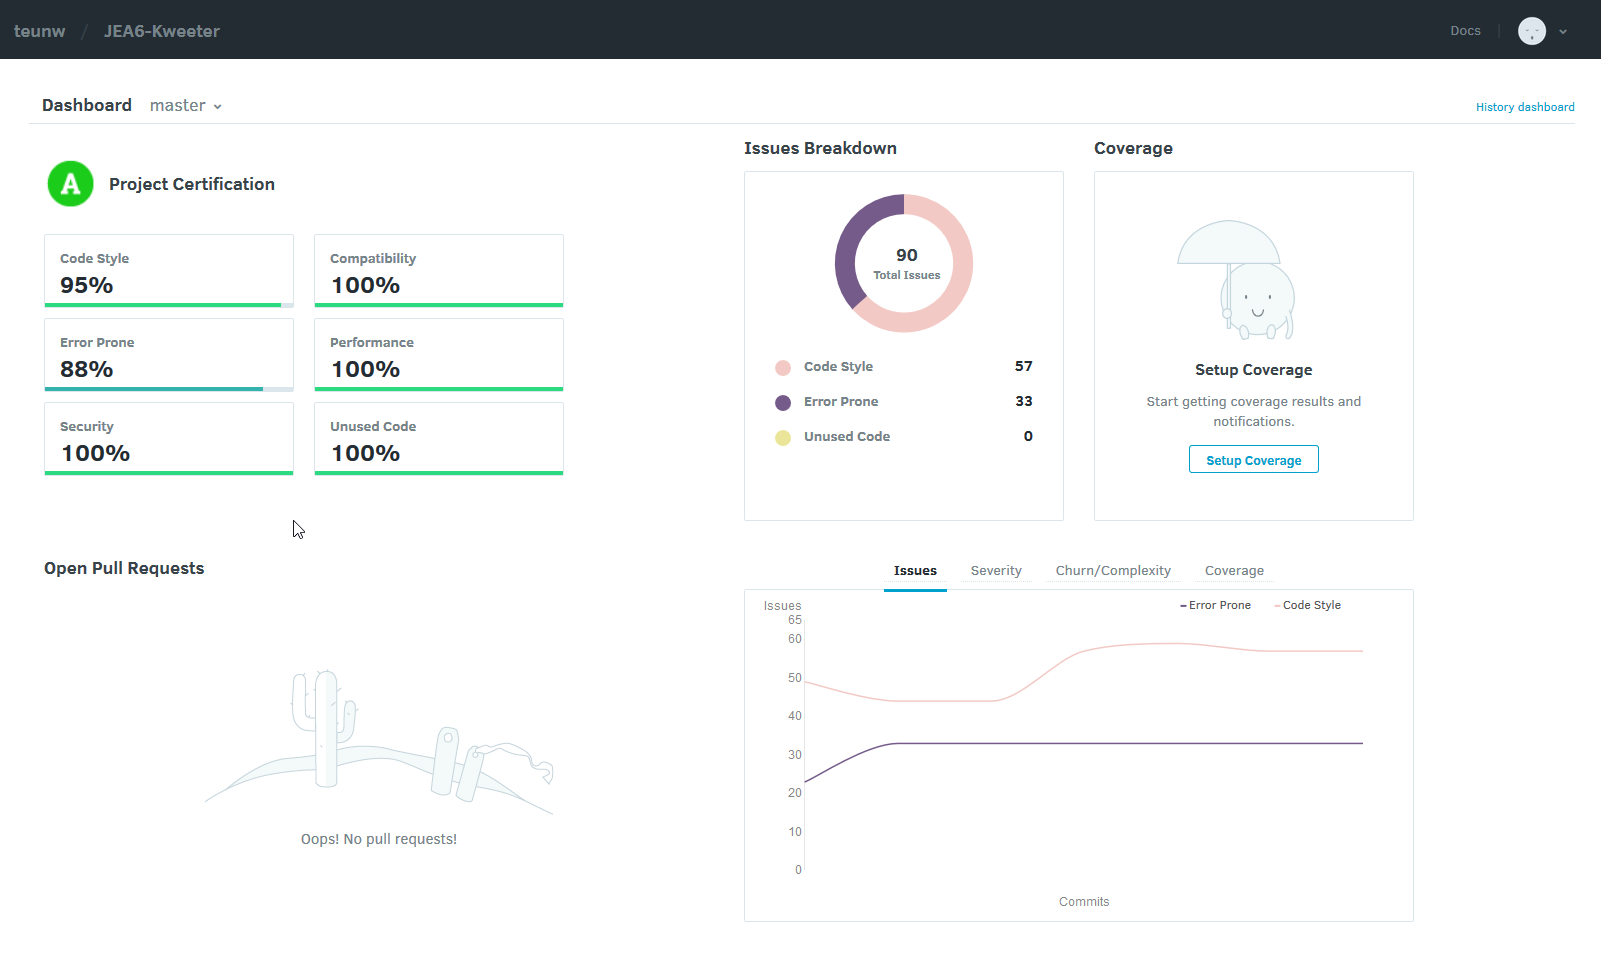 teunw / JEA6-Kweeter
Docs
Dashboard master
History dashboard
A Project Certification
Code Style
95%
Compatibility
100%
Error Prone
88%
Performance
100%
Security
100%
Unused Code
100%
Issues Breakdown
90
Total Issues
Code Style 57
Error Prone 33
Unused Code 0
Coverage
Setup Coverage
Start getting coverage results and
notifications.
Setup Coverage
Open Pull Requests
Oops! No pull requests!
Issues Severity Churn/Complexity Coverage
Issues
Error Prone Code Style
65
60
50
40
30
20
10
0
Commits